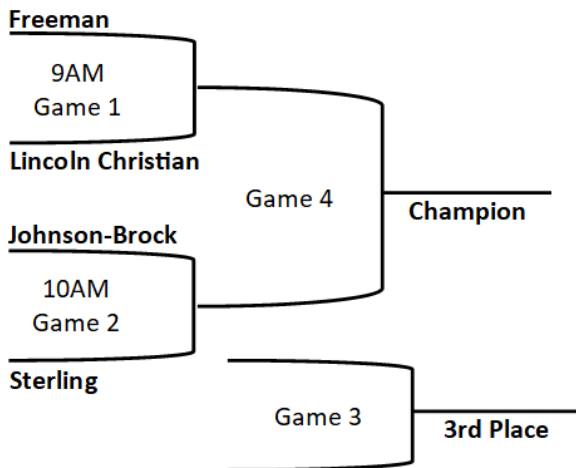 Freeman
9AM
Game 1
Lincoln Christian
Game 4
Champion
Johnson-Brock
10AM
Game 2
Sterling
Game 3
3rd Place